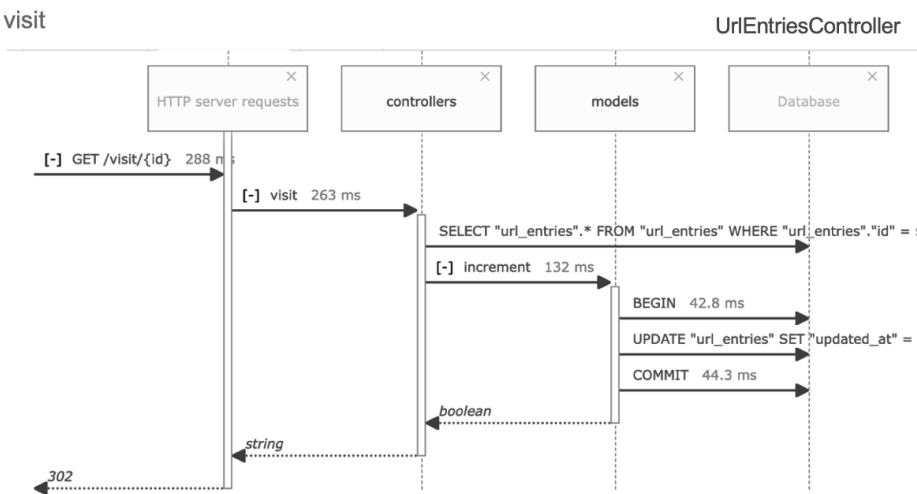 visit
UrlEntriesController
HTTP server requests
controllers
models
Database
[-] GET /visit/{id} 288 ms
[-] visit 263 ms
SELECT "url_entries".* FROM "url_entries" WHERE "url_entries"."id" =
[-] increment 132 ms
BEGIN 42.8 ms
UPDATE "url_entries" SET "updated_at" =
COMMIT 44.3 ms
boolean
string
302